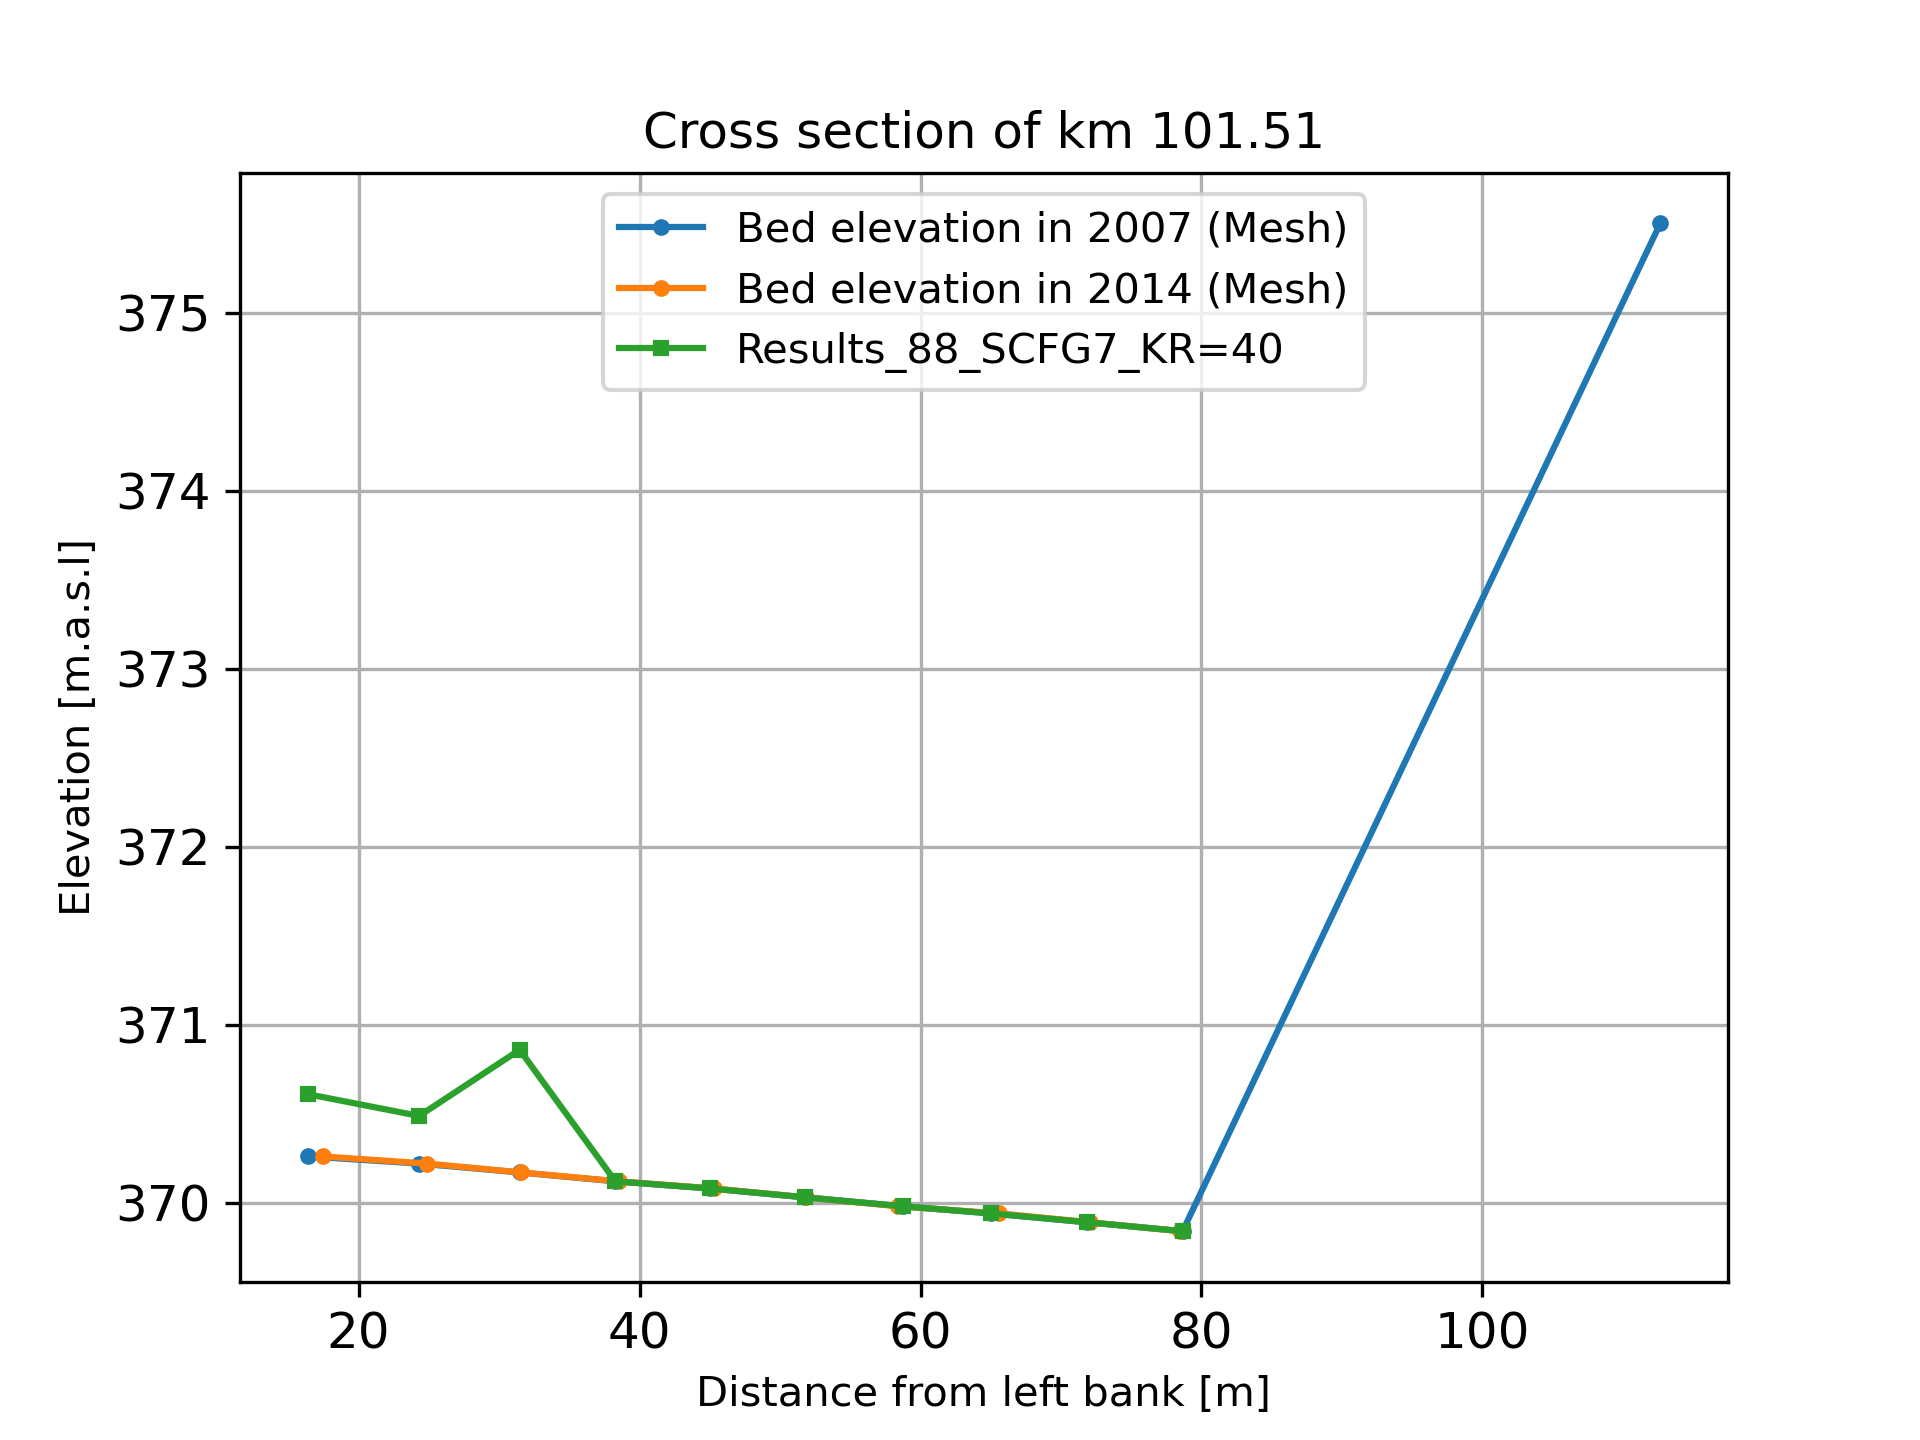 Cross section of km 101.51
Bed elevation in 2007 (Mesh)
Bed elevation in 2014 (Mesh)
Results_88_SCFG7_KR=40
375
374
373
372
371
370
Elevation [m.a.s.l]
20 40 60 80 100
Distance from left bank [m]